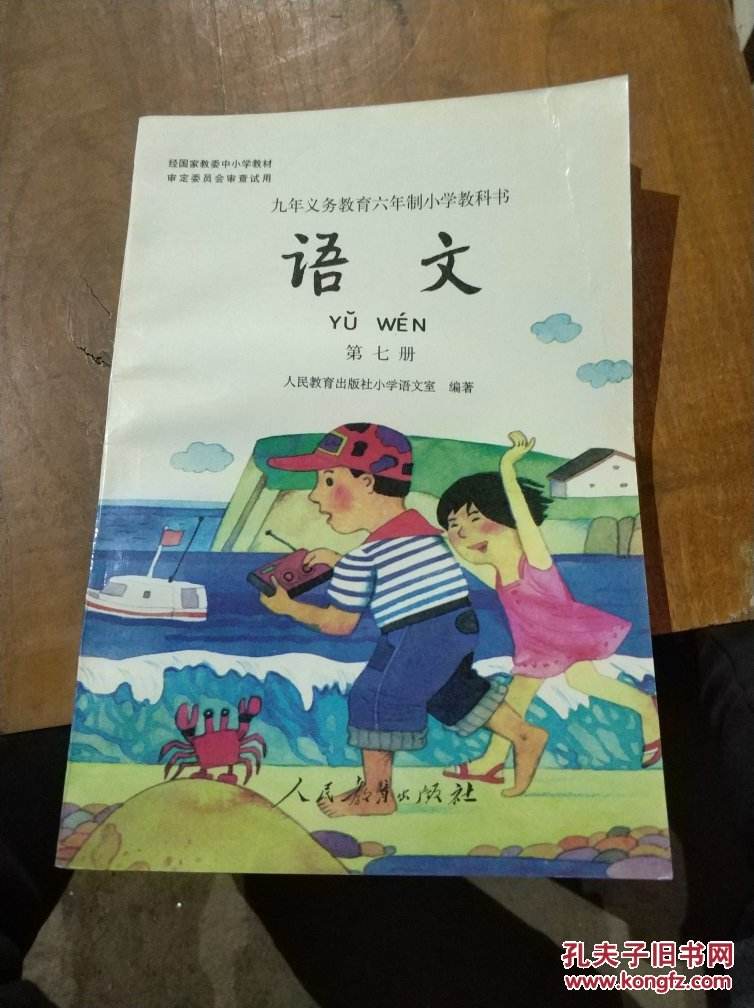 经国家教委中小学教材
审定委员会审查试用
九年义务教育六年制小学教科书
语 文
YǓ WÉN
第七册
人民教育出版社小学语文室 编著
人民教育出版社
孔夫子旧书网
www.kongfz.com